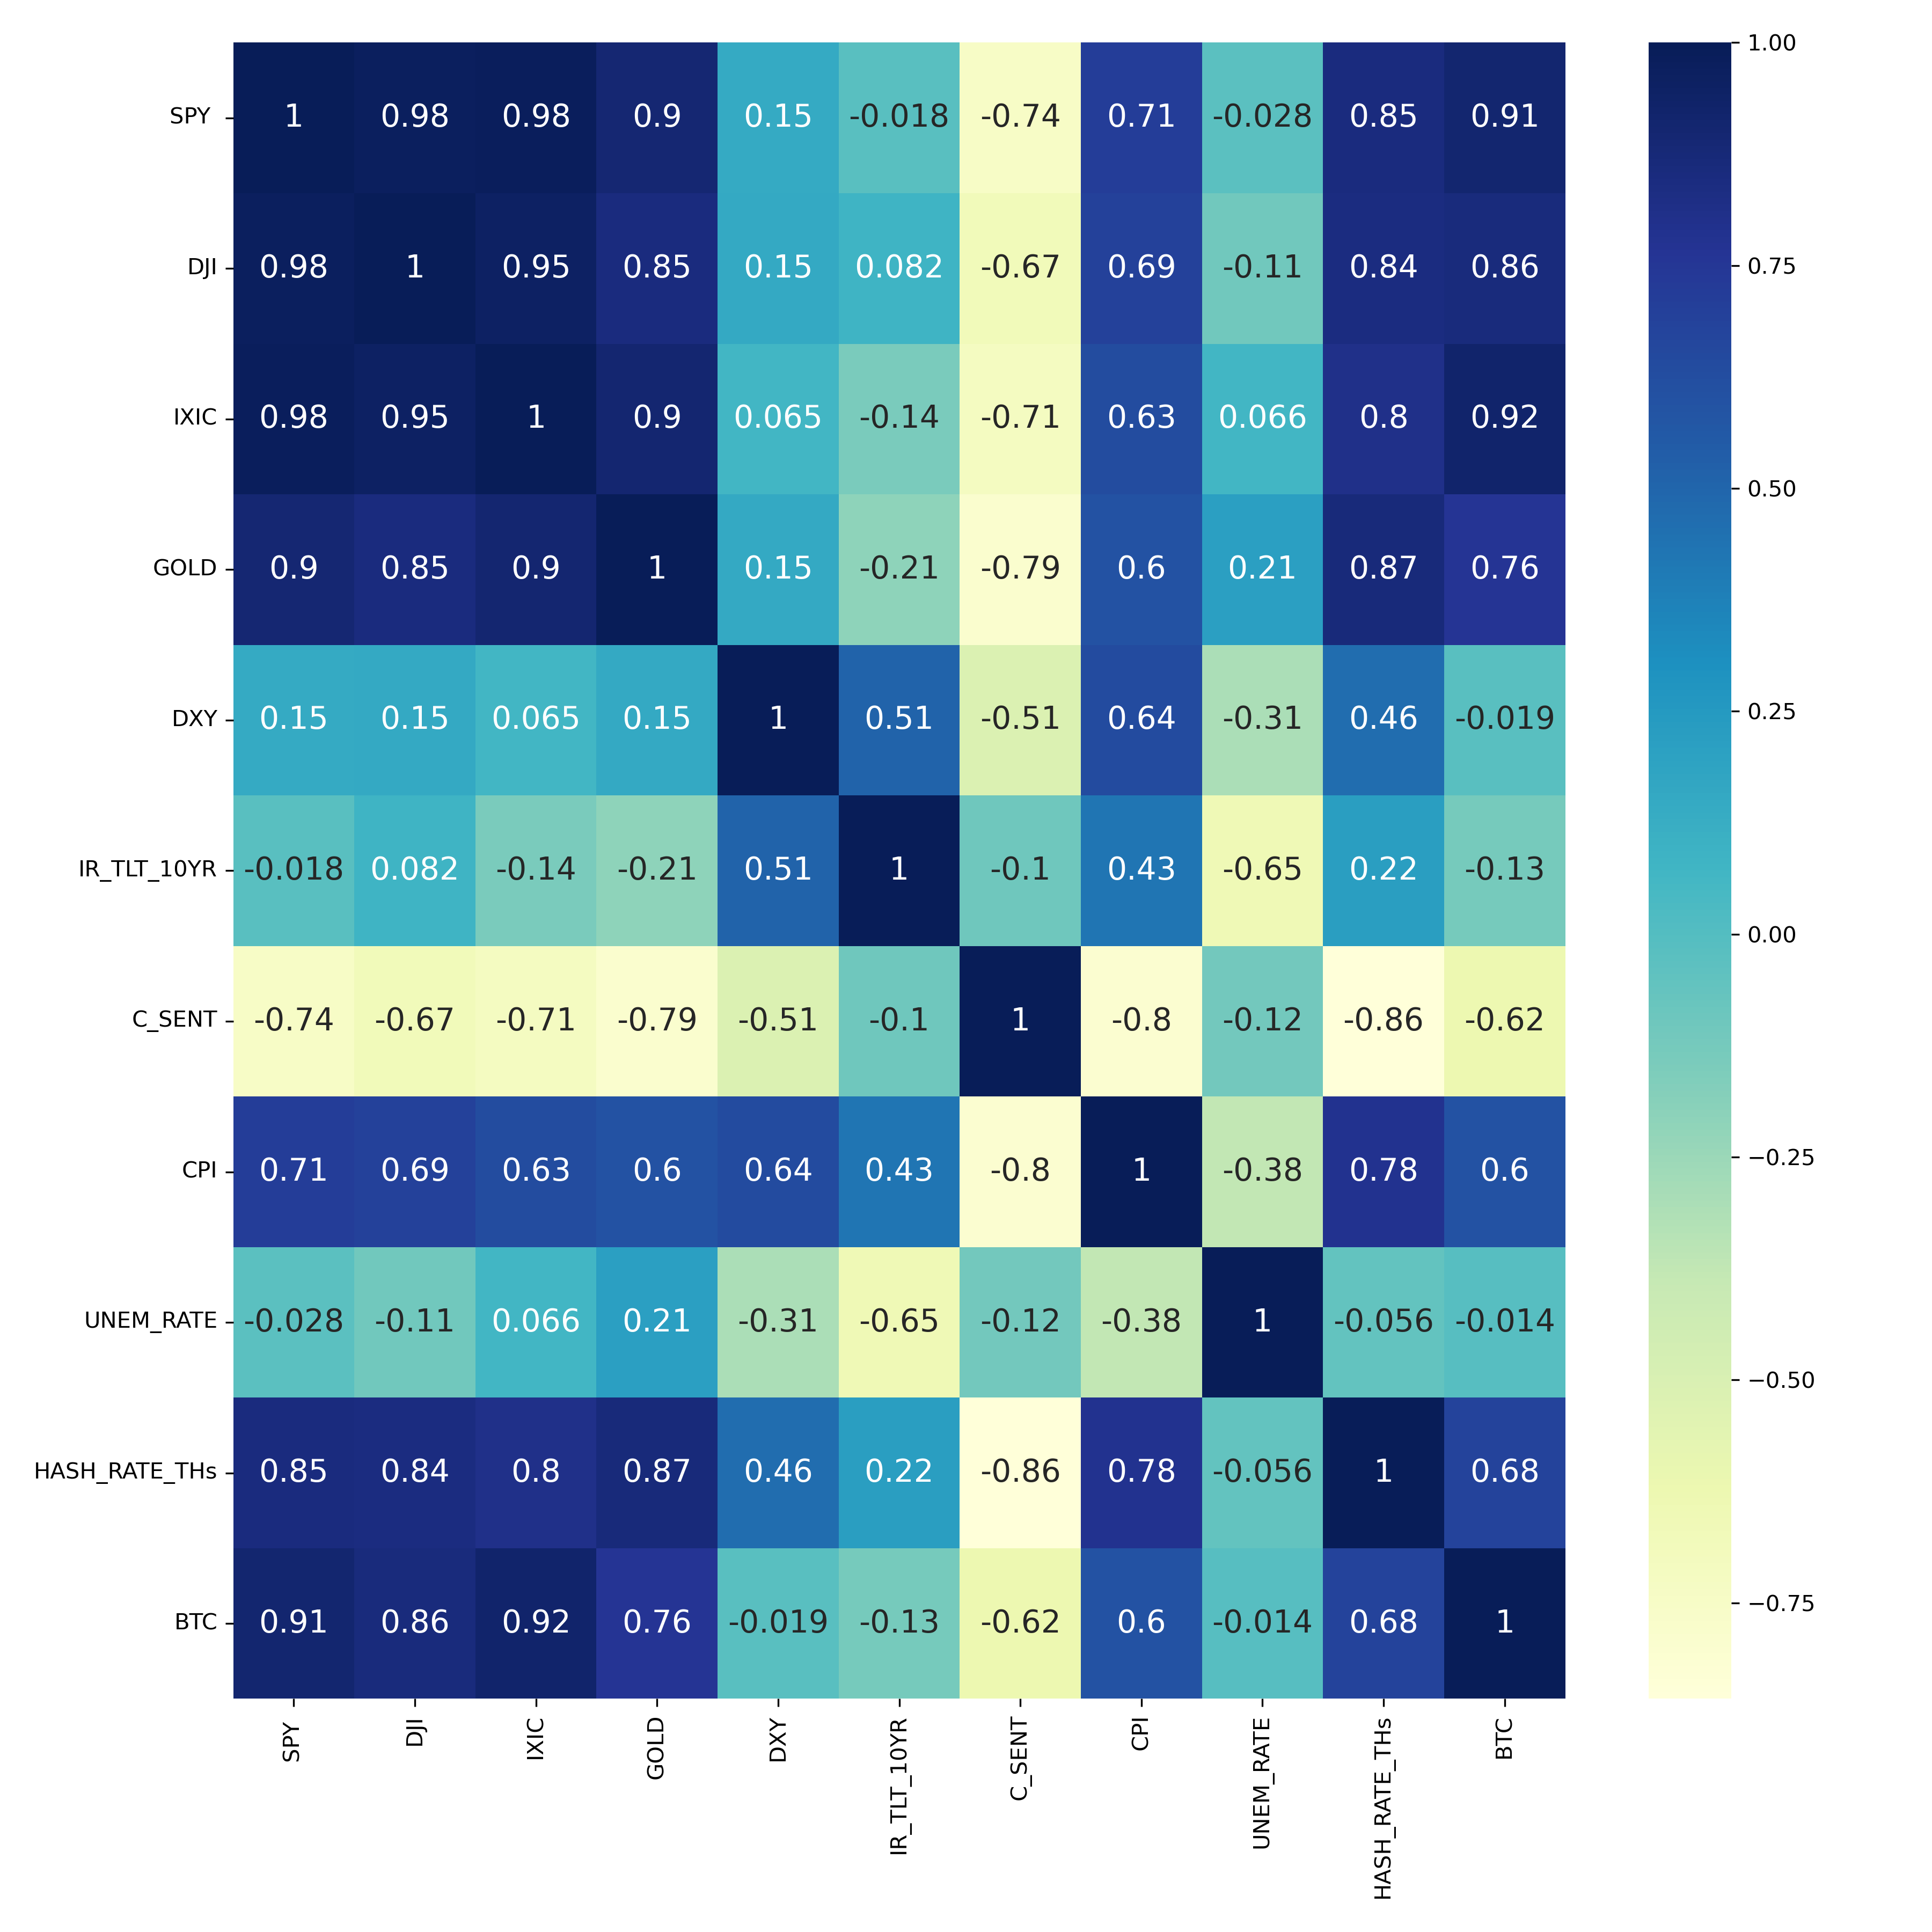 SPY 1 0.98 0.98 0.9 0.15 -0.018 -0.74 0.71 -0.028 0.85 0.91
DJI 0.98 1 0.95 0.85 0.15 0.082 -0.67 0.69 -0.11 0.84 0.86
IXIC 0.98 0.95 1 0.9 0.065 -0.14 -0.71 0.63 0.066 0.8 0.92
GOLD 0.9 0.85 0.9 1 0.15 -0.21 -0.79 0.6 0.21 0.87 0.76
DXY 0.15 0.15 0.065 0.15 1 0.51 -0.51 0.64 -0.31 0.46 -0.019
IR_TLT_10YR -0.018 0.082 -0.14 -0.21 0.51 1 -0.1 0.43 -0.65 0.22 -0.13
C_SENT -0.74 -0.67 -0.71 -0.79 -0.51 -0.1 1 -0.8 -0.12 -0.86 -0.62
CPI 0.71 0.69 0.63 0.6 0.64 0.43 -0.8 1 -0.38 0.78 0.6
UNEM_RATE -0.028 -0.11 0.066 0.21 -0.31 -0.65 -0.12 -0.38 1 -0.056 -0.014
HASH_RATE_THs 0.85 0.84 0.8 0.87 0.46 0.22 -0.86 0.78 -0.056 1 0.68
BTC 0.91 0.86 0.92 0.76 -0.019 -0.13 -0.62 0.6 -0.014 0.68 1
SPY DJI IXIC GOLD DXY IR_TLT_10YR C_SENT CPI UNEM_RATE HASH_RATE_THs BTC
1.00
0.75
0.50
0.25
0.00
−0.25
−0.50
−0.75